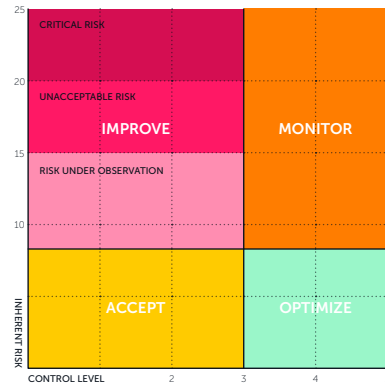 25
CRITICAL RISK
20
UNACCEPTABLE RISK
IMPROVE
MONITOR
15
RISK UNDER OBSERVATION
10
ACCEPT
OPTIMIZE
INHERENT RISK
CONTROL LEVEL
2
3
4